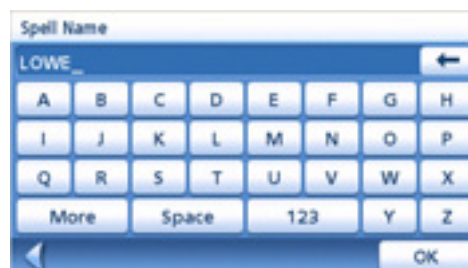 Spell Name
LOWE_
A B C D E F G H
I J K L M N O P
Q R S T U V W X
More Space 123 Y Z
OK